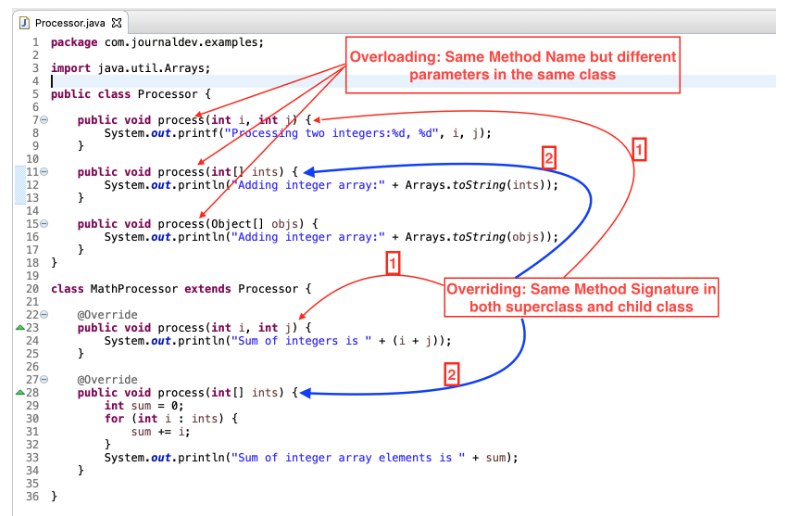 Processor.java
1 package com.journaldev.examples;
2
Overloading: Same Method Name but different
parameters in the same class
3 import java.util.Arrays;
4
5 public class Processor {
6
7 public void process(int i, int j) {
8 System.out.printf("Processing two integers:%d, %d", i, j);
9 }
10
1
2
11 public void process(int[] ints) {
12 System.out.println("Adding integer array:" + Arrays.toString(ints));
13 }
14
15 public void process(Object[] objs) {
16 System.out.println("Adding integer array:" + Arrays.toString(objs));
17 }
18 }
19
1
20 class MathProcessor extends Processor {
Overriding: Same Method Signature in
both superclass and child class
21
22 @Override
23 public void process(int i, int j) {
24 System.out.println("Sum of integers is " + (i + j));
25 }
26
2
27 @Override
28 public void process(int[] ints) {
29 int sum = 0;
30 for (int i : ints) {
31 sum += i;
32 }
33 System.out.println("Sum of integer array elements is " + sum);
34 }
35
36 }